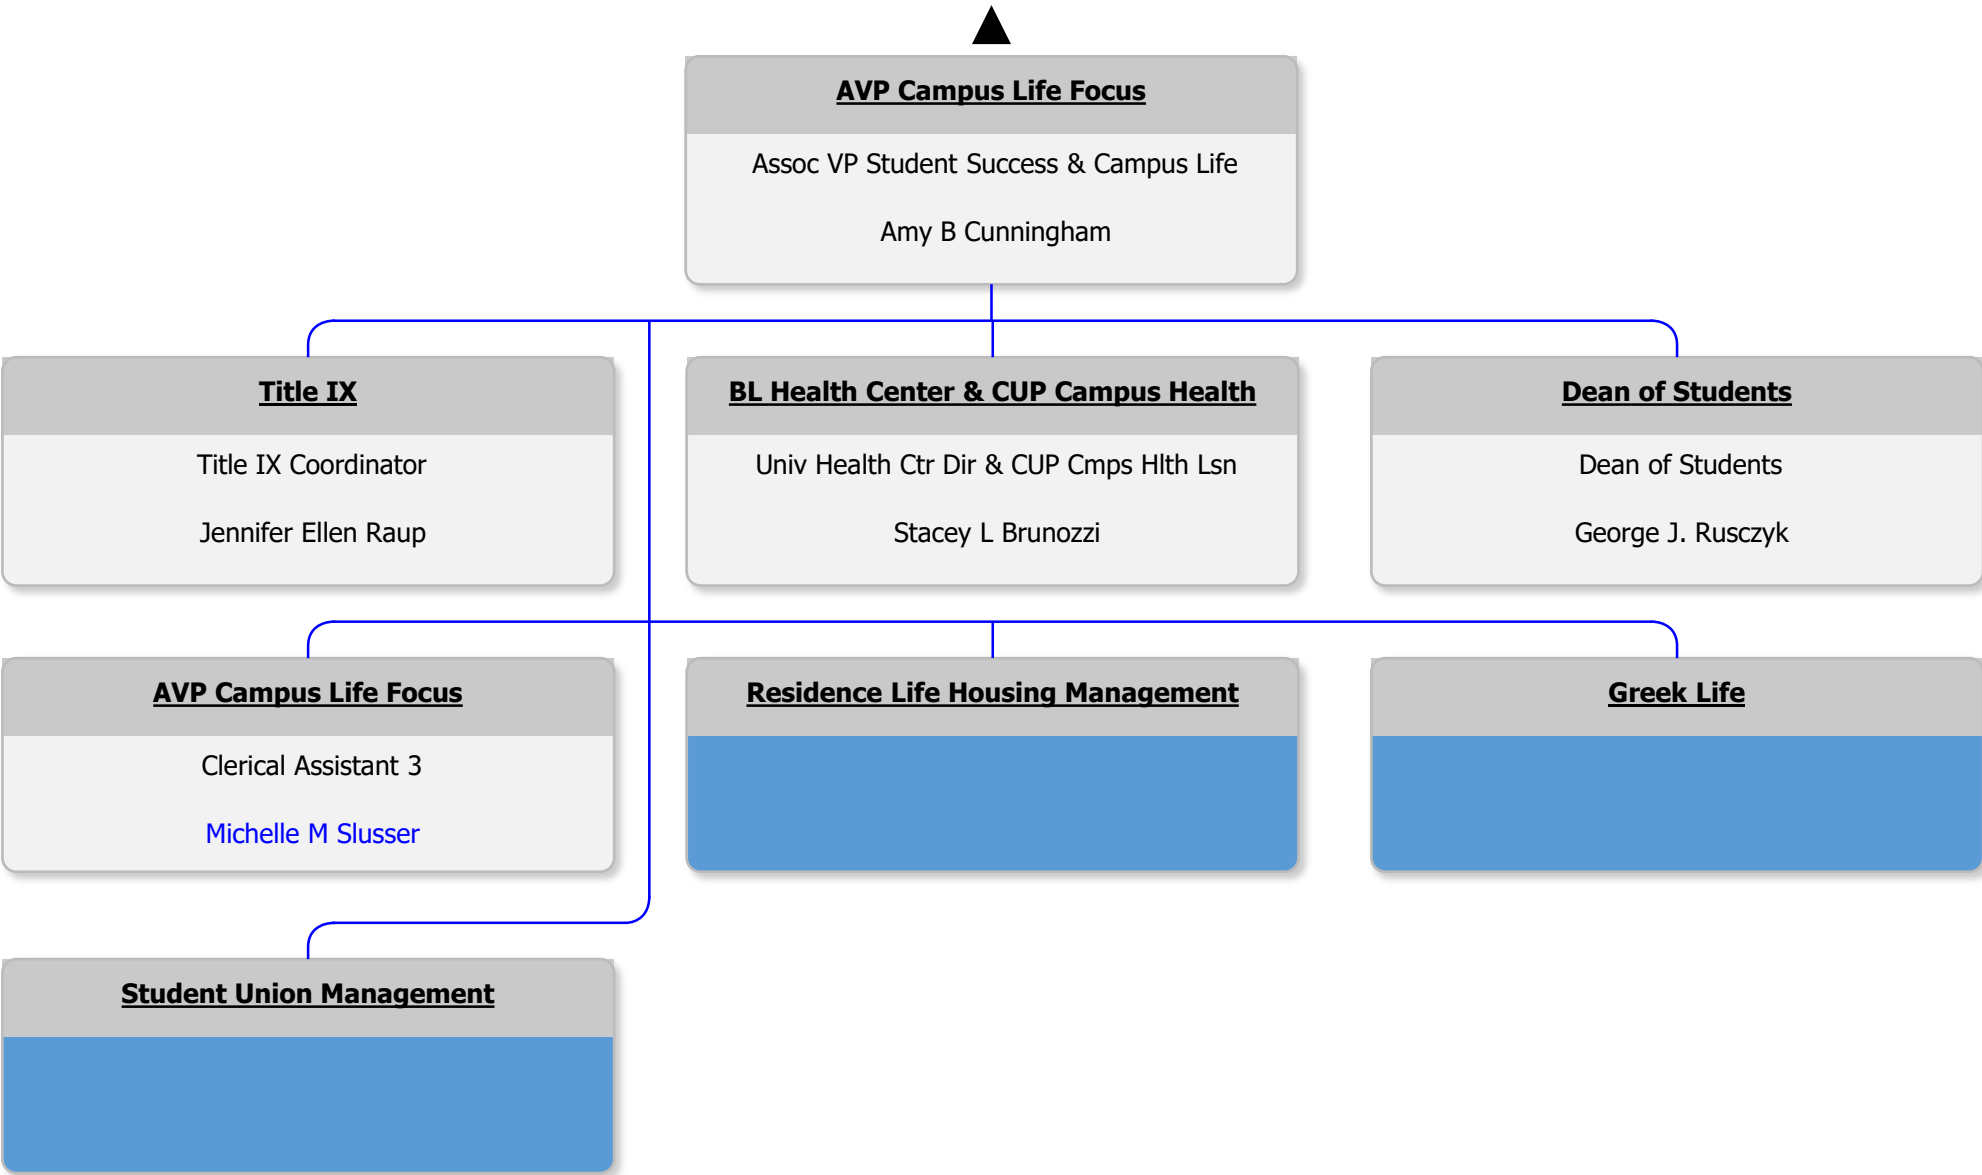 AVP Campus Life Focus
Assoc VP Student Success & Campus Life
Amy B Cunningham
Title IX
Title IX Coordinator
Jennifer Ellen Raup
BL Health Center & CUP Campus Health
Univ Health Ctr Dir & CUP Cmps Hlth Lsn
Stacey L Brunozzi
Dean of Students
Dean of Students
George J. Rusczyk
AVP Campus Life Focus
Clerical Assistant 3
Michelle M Slusser
Residence Life Housing Management
Greek Life
Student Union Management